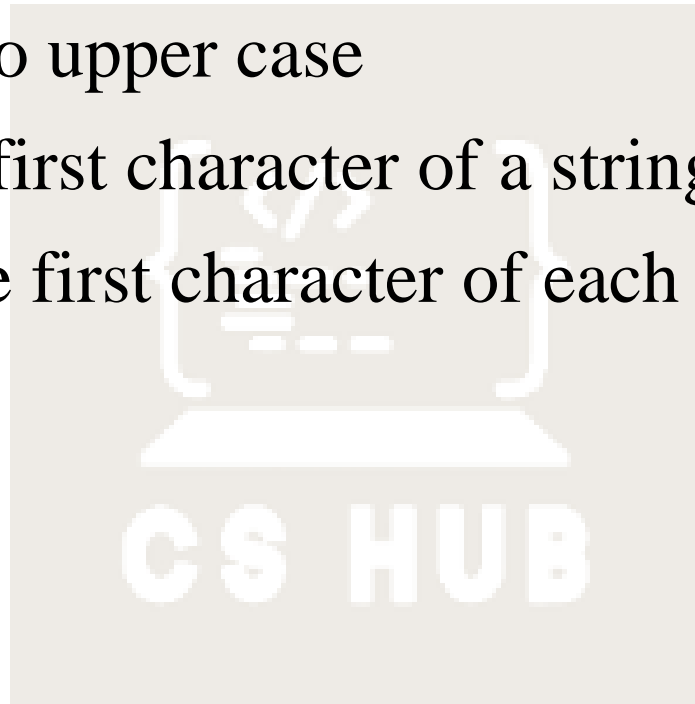 o upper case
first character of a string
e first character of each
</>
CS HUB